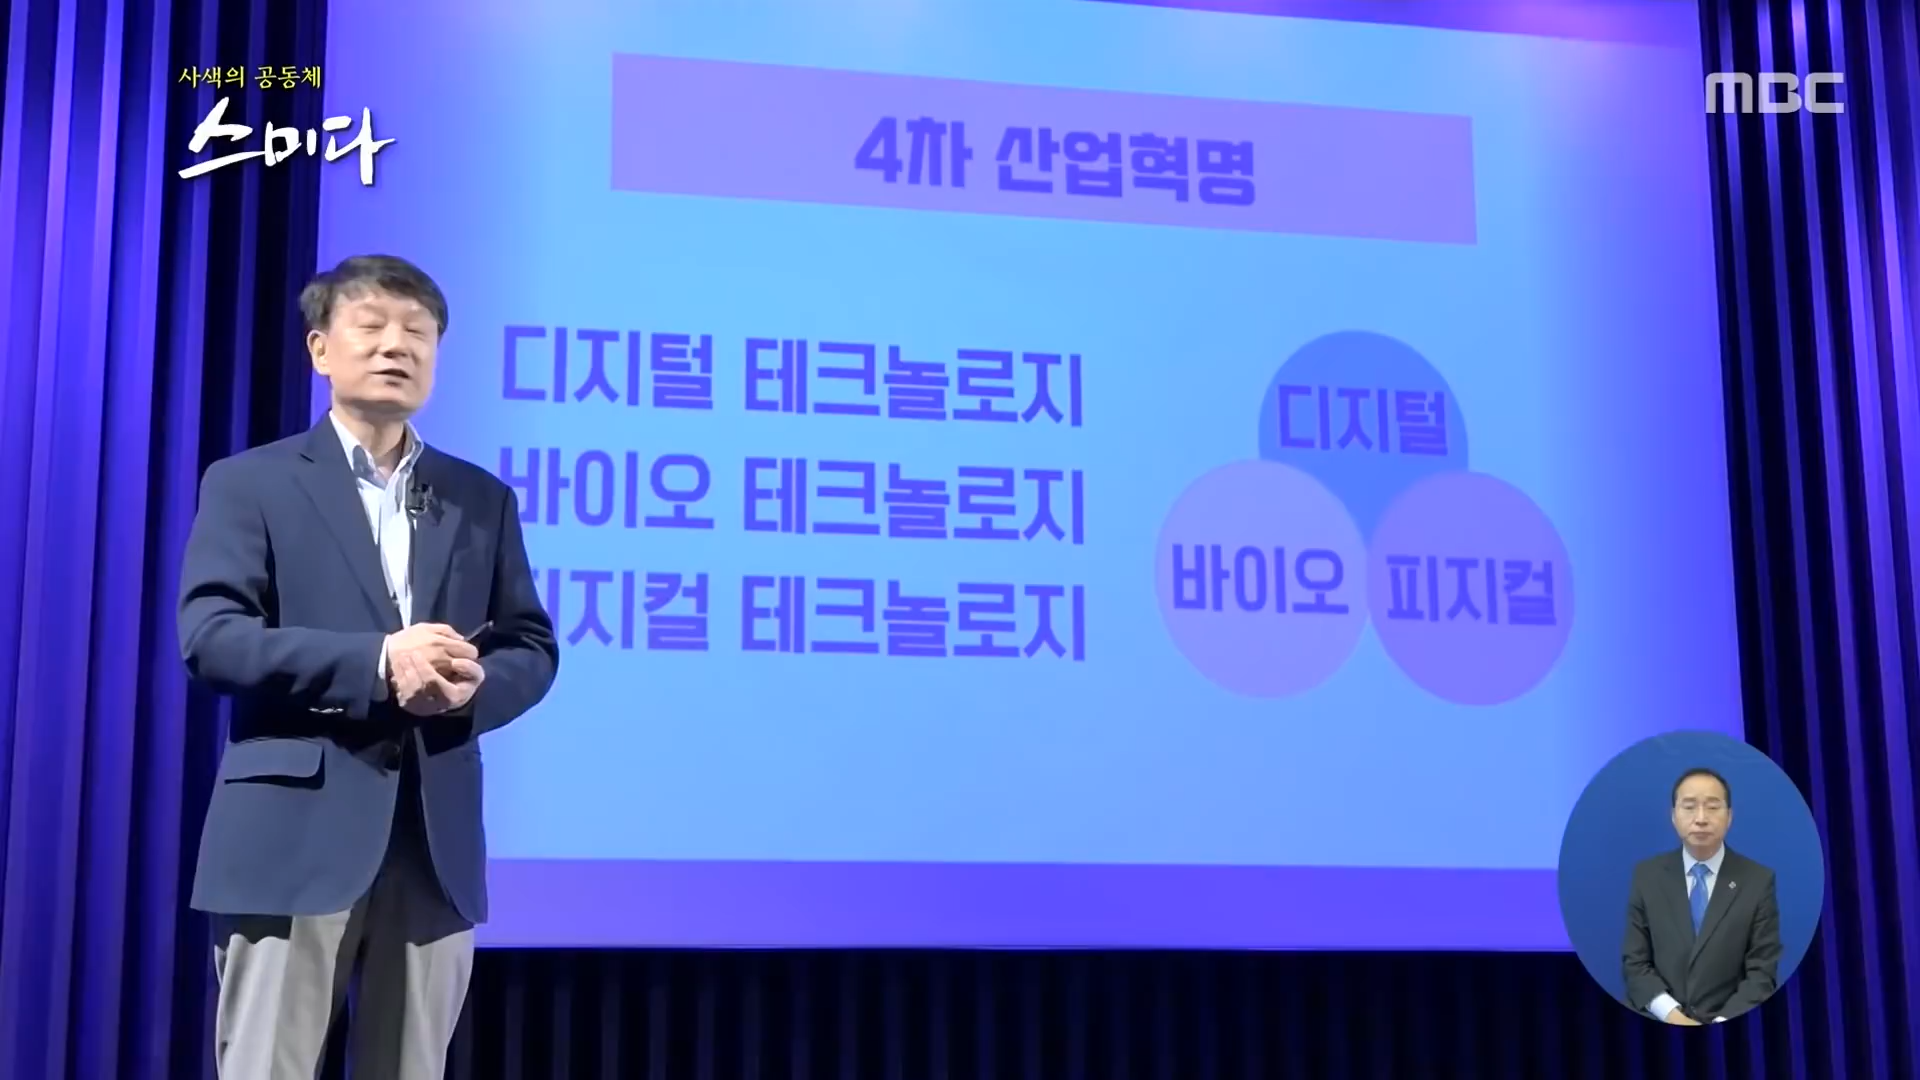 사색의 공동체
스미다
MBC
4차 산업혁명
디지털 테크놀로지
바이오 테크놀로지
피지컬 테크놀로지
디지털
바이오
피지컬